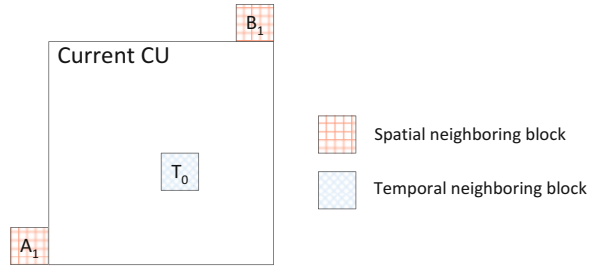 B1
Current CU
Spatial neighboring block
T0
Temporal neighboring block
A1